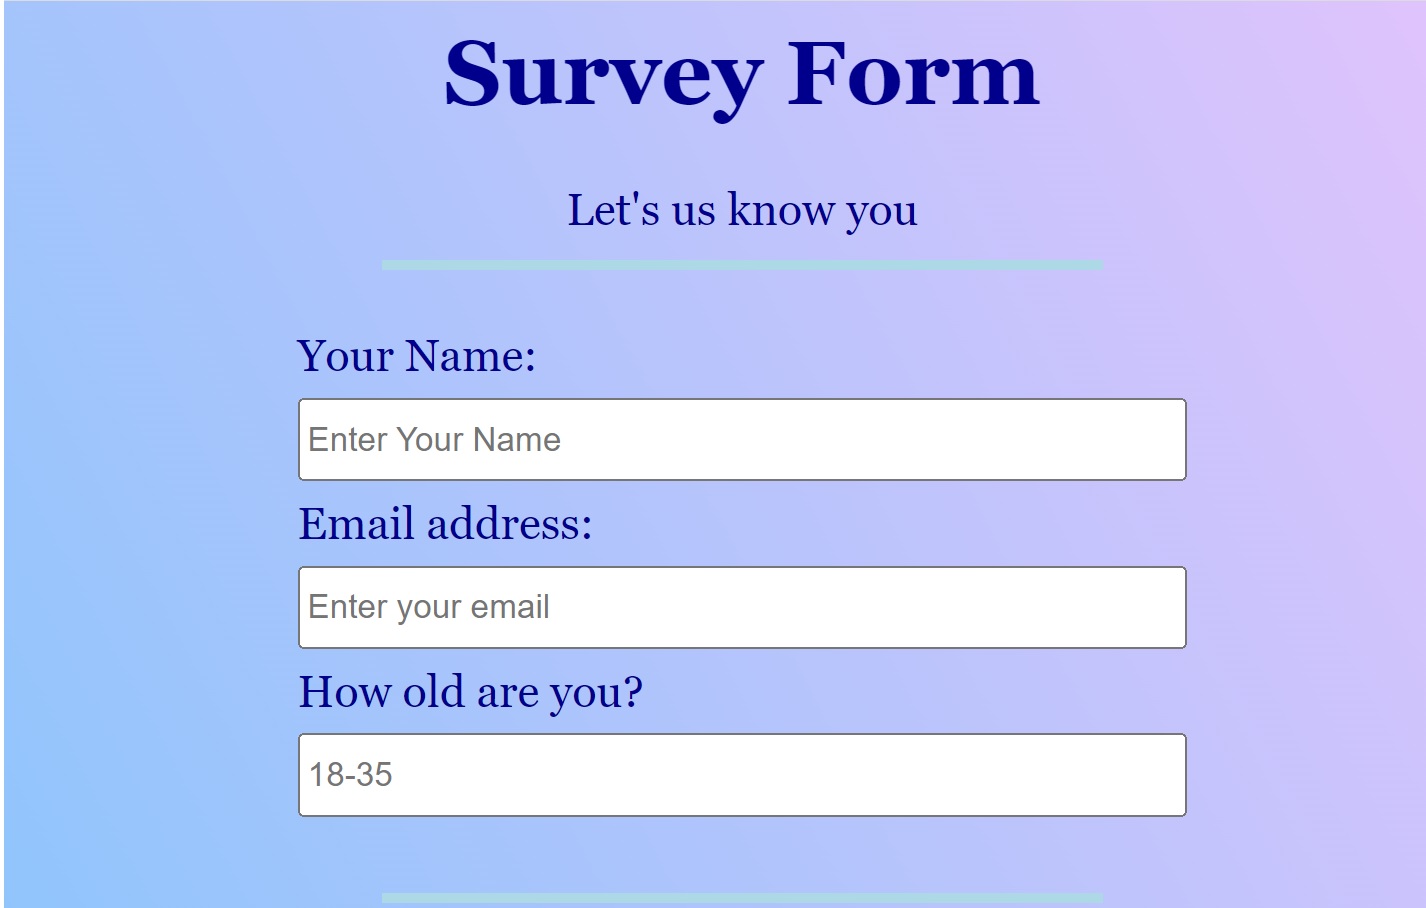 Survey Form
Let's us know you
Your Name:
Enter Your Name
Email address:
Enter your email
How old are you?
18-35